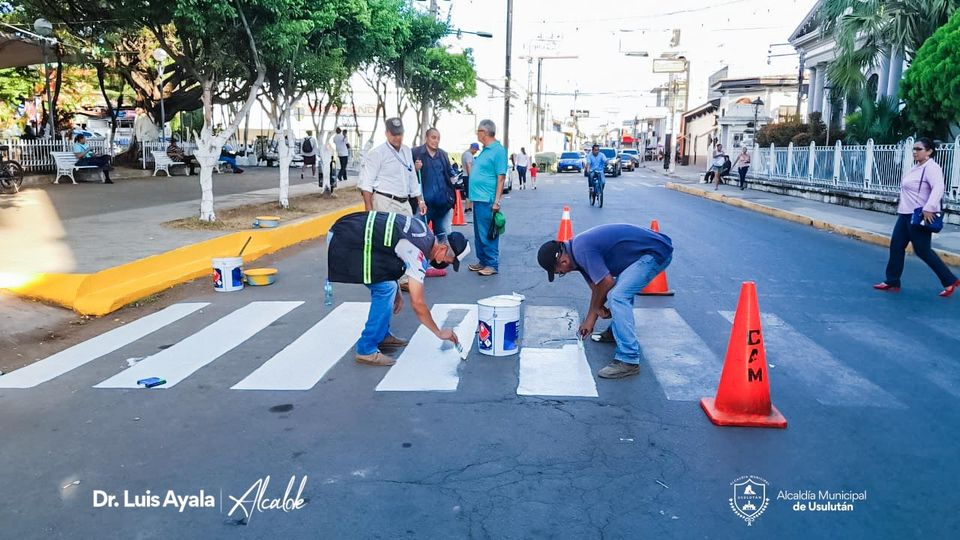 CAM
Dr. Luis Ayala
Alcalde
Alcaldía Municipal
de Usulután